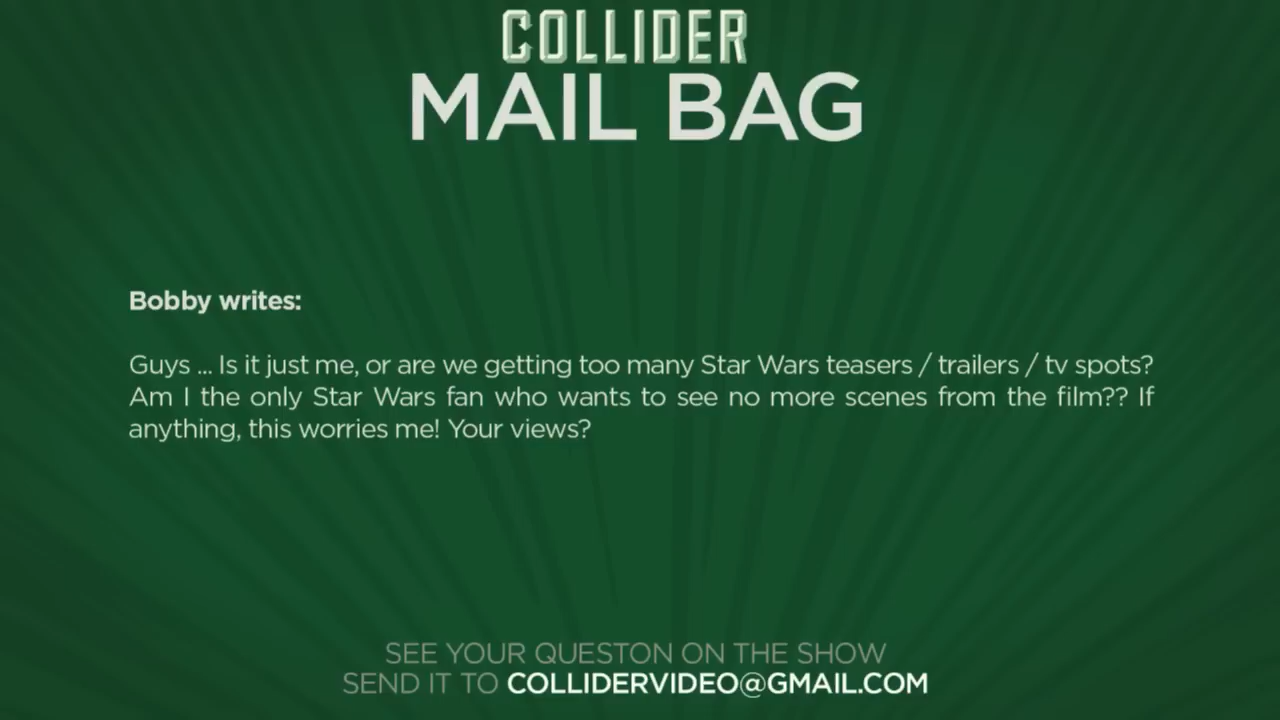 COLLIDER
MAIL BAG
Bobby writes:
Guys ... Is it just me, or are we getting too many Star Wars teasers / trailers / tv spots?
Am I the only Star Wars fan who wants to see no more scenes from the film?? If
anything, this worries me! Your views?
SEE YOUR QUESTON ON THE SHOW
SEND IT TO COLLIDERVIDEO@GMAIL.COM